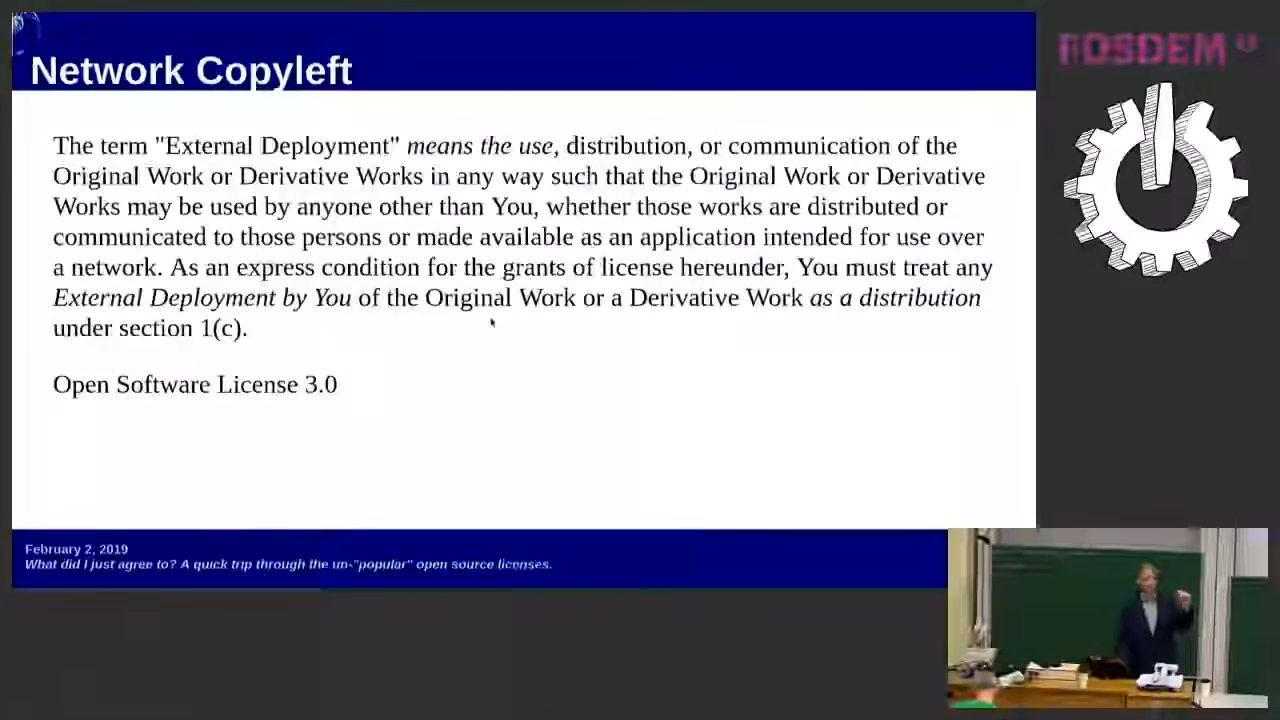 Network Copyleft
FOSDEM
The term "External Deployment" means the use, distribution, or communication of the
Original Work or Derivative Works in any way such that the Original Work or Derivative
Works may be used by anyone other than You, whether those works are distributed or
communicated to those persons or made available as an application intended for use over
a network. As an express condition for the grants of license hereunder, You must treat any
External Deployment by You of the Original Work or a Derivative Work as a distribution
under section 1(c).
Open Software License 3.0
February 2, 2019
What did I just agree to? A quick trip through the un-"popular" open source licenses.